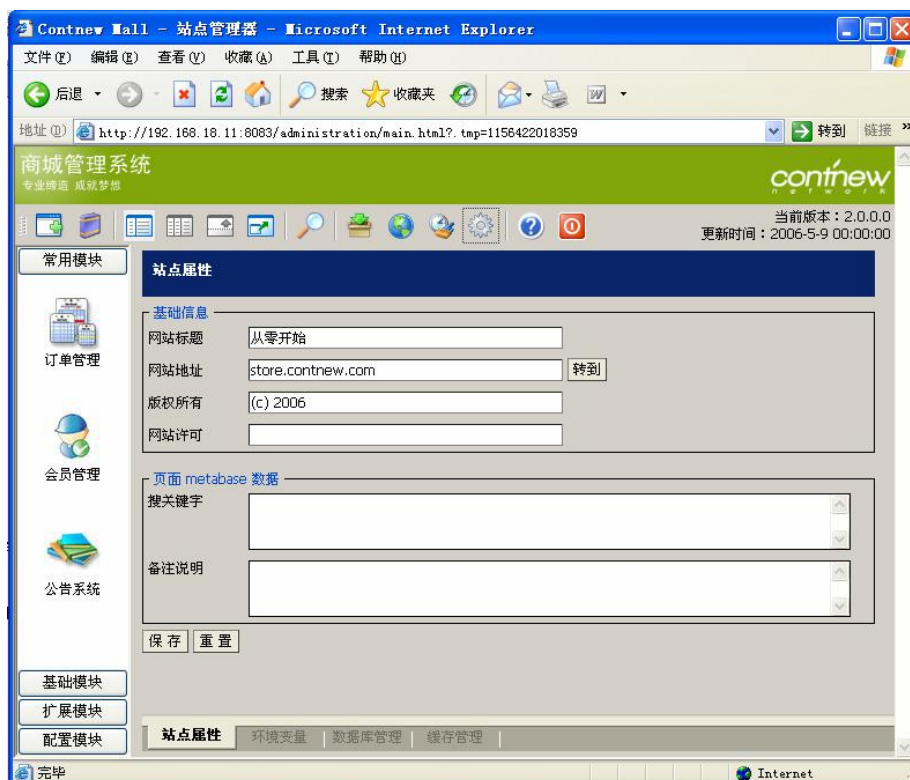 Contnew Mall - 站点管理器 - Microsoft Internet Explorer
文件(F) 编辑(E) 查看(V) 收藏(A) 工具(T) 帮助(H)
后退 搜索 收藏夹
地址(D) http://192.168.18.11:8083/administration/main.html?.tmp=1156422018359 转到 链接 »
商城管理系统
专业缔造 成就梦想
contnew
network
当前版本：2.0.0.0
更新时间：2006-5-9 00:00:00
常用模块
订单管理
会员管理
公告系统
基础模块
扩展模块
配置模块
站点属性
基础信息
网站标题 从零开始
网站地址 store.contnew.com 转到
版权所有 (c) 2006
网站许可
页面 metabase 数据
搜关键字
备注说明
保存 重置
站点属性 环境变量 数据库管理 缓存管理
完毕 Internet